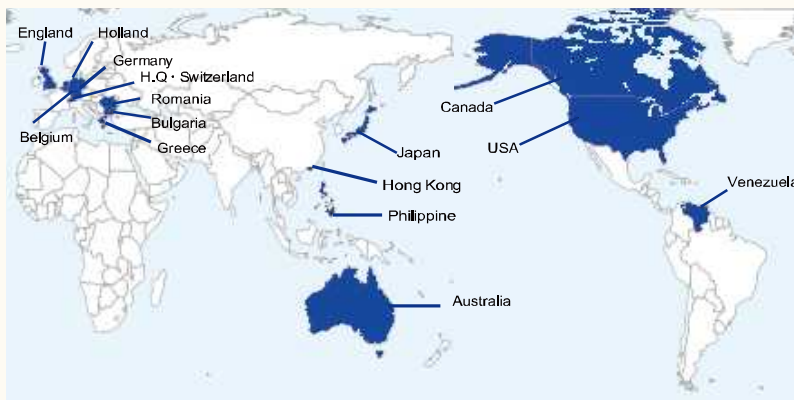 England
Holland
Germany
H.Q・Switzerland
Romania
Bulgaria
Belgium
Greece
Japan
Hong Kong
Philippine
Australia
Canada
USA
Venezuela